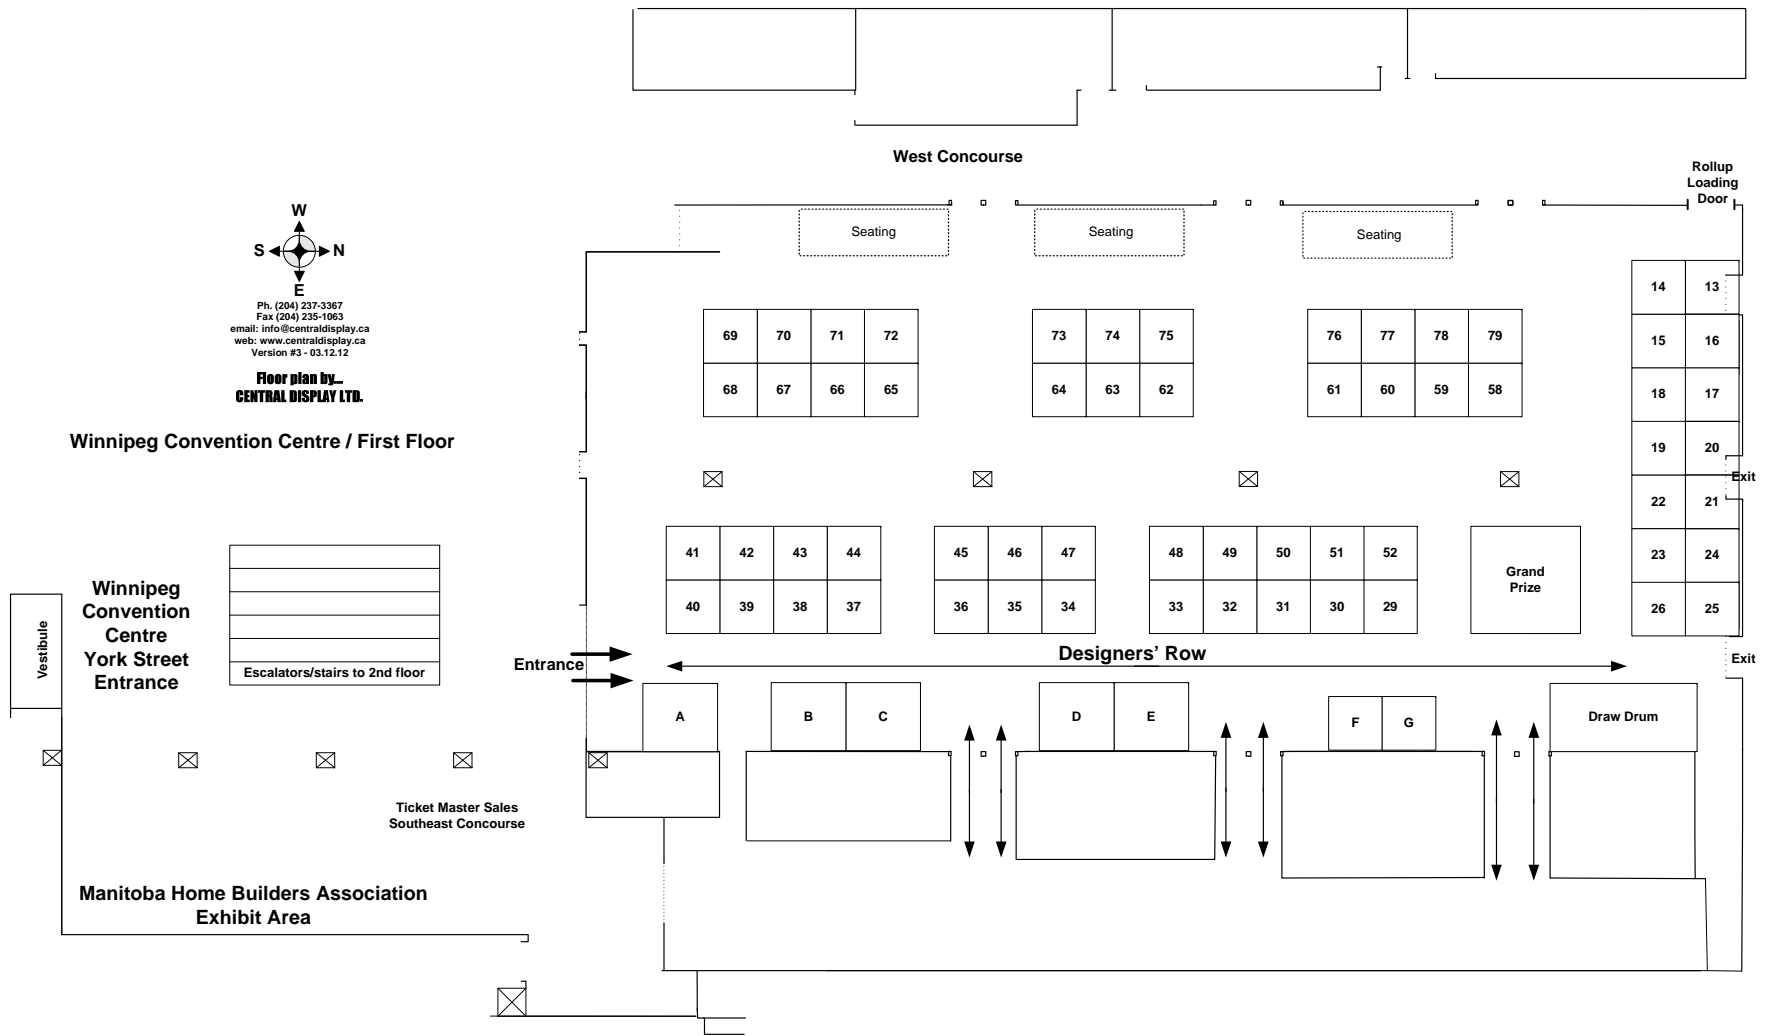 West Concourse
Rollup
Loading
Door
W
S N
E
Seating Seating Seating
Ph. (204) 237-3367
Fax (204) 235-1063
email: info@centraldisplay.ca
web: www.centraldisplay.ca
Version #3 - 03.12.12
Floor plan by...
CENTRAL DISPLAY LTD.
Winnipeg Convention Centre / First Floor
14 13
69 70 71 72 73 74 75 76 77 78 79
15 16
68 67 66 65 64 63 62 61 60 59 58
18 17
19 20
Exit
22 21
41 42 43 44 45 46 47 48 49 50 51 52
23 24
Grand
Prize
40 39 38 37 36 35 34 33 32 31 30 29
26 25
Winnipeg
Convention
Centre
York Street
Entrance
Vestibule
Escalators/stairs to 2nd floor
Entrance
Designers' Row
Exit
A B C D E F G
Draw Drum
Ticket Master Sales
Southeast Concourse
Manitoba Home Builders Association
Exhibit Area